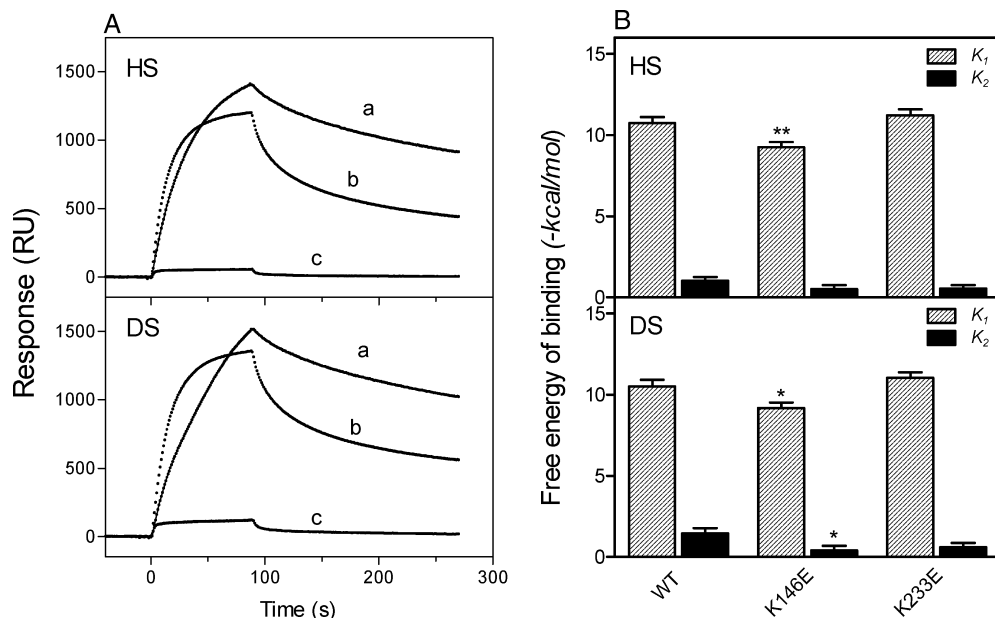 A
HS
a
b
c
1500
1000
500
0
DS
a
b
c
1500
1000
500
0
Response (RU)
0 100 200 300
Time (s)
B
HS
K1
K2
**
15
10
5
0
DS
K1
K2
*
*
15
10
5
0
Free energy of binding (-kcal/mol)
WT K146E K233E